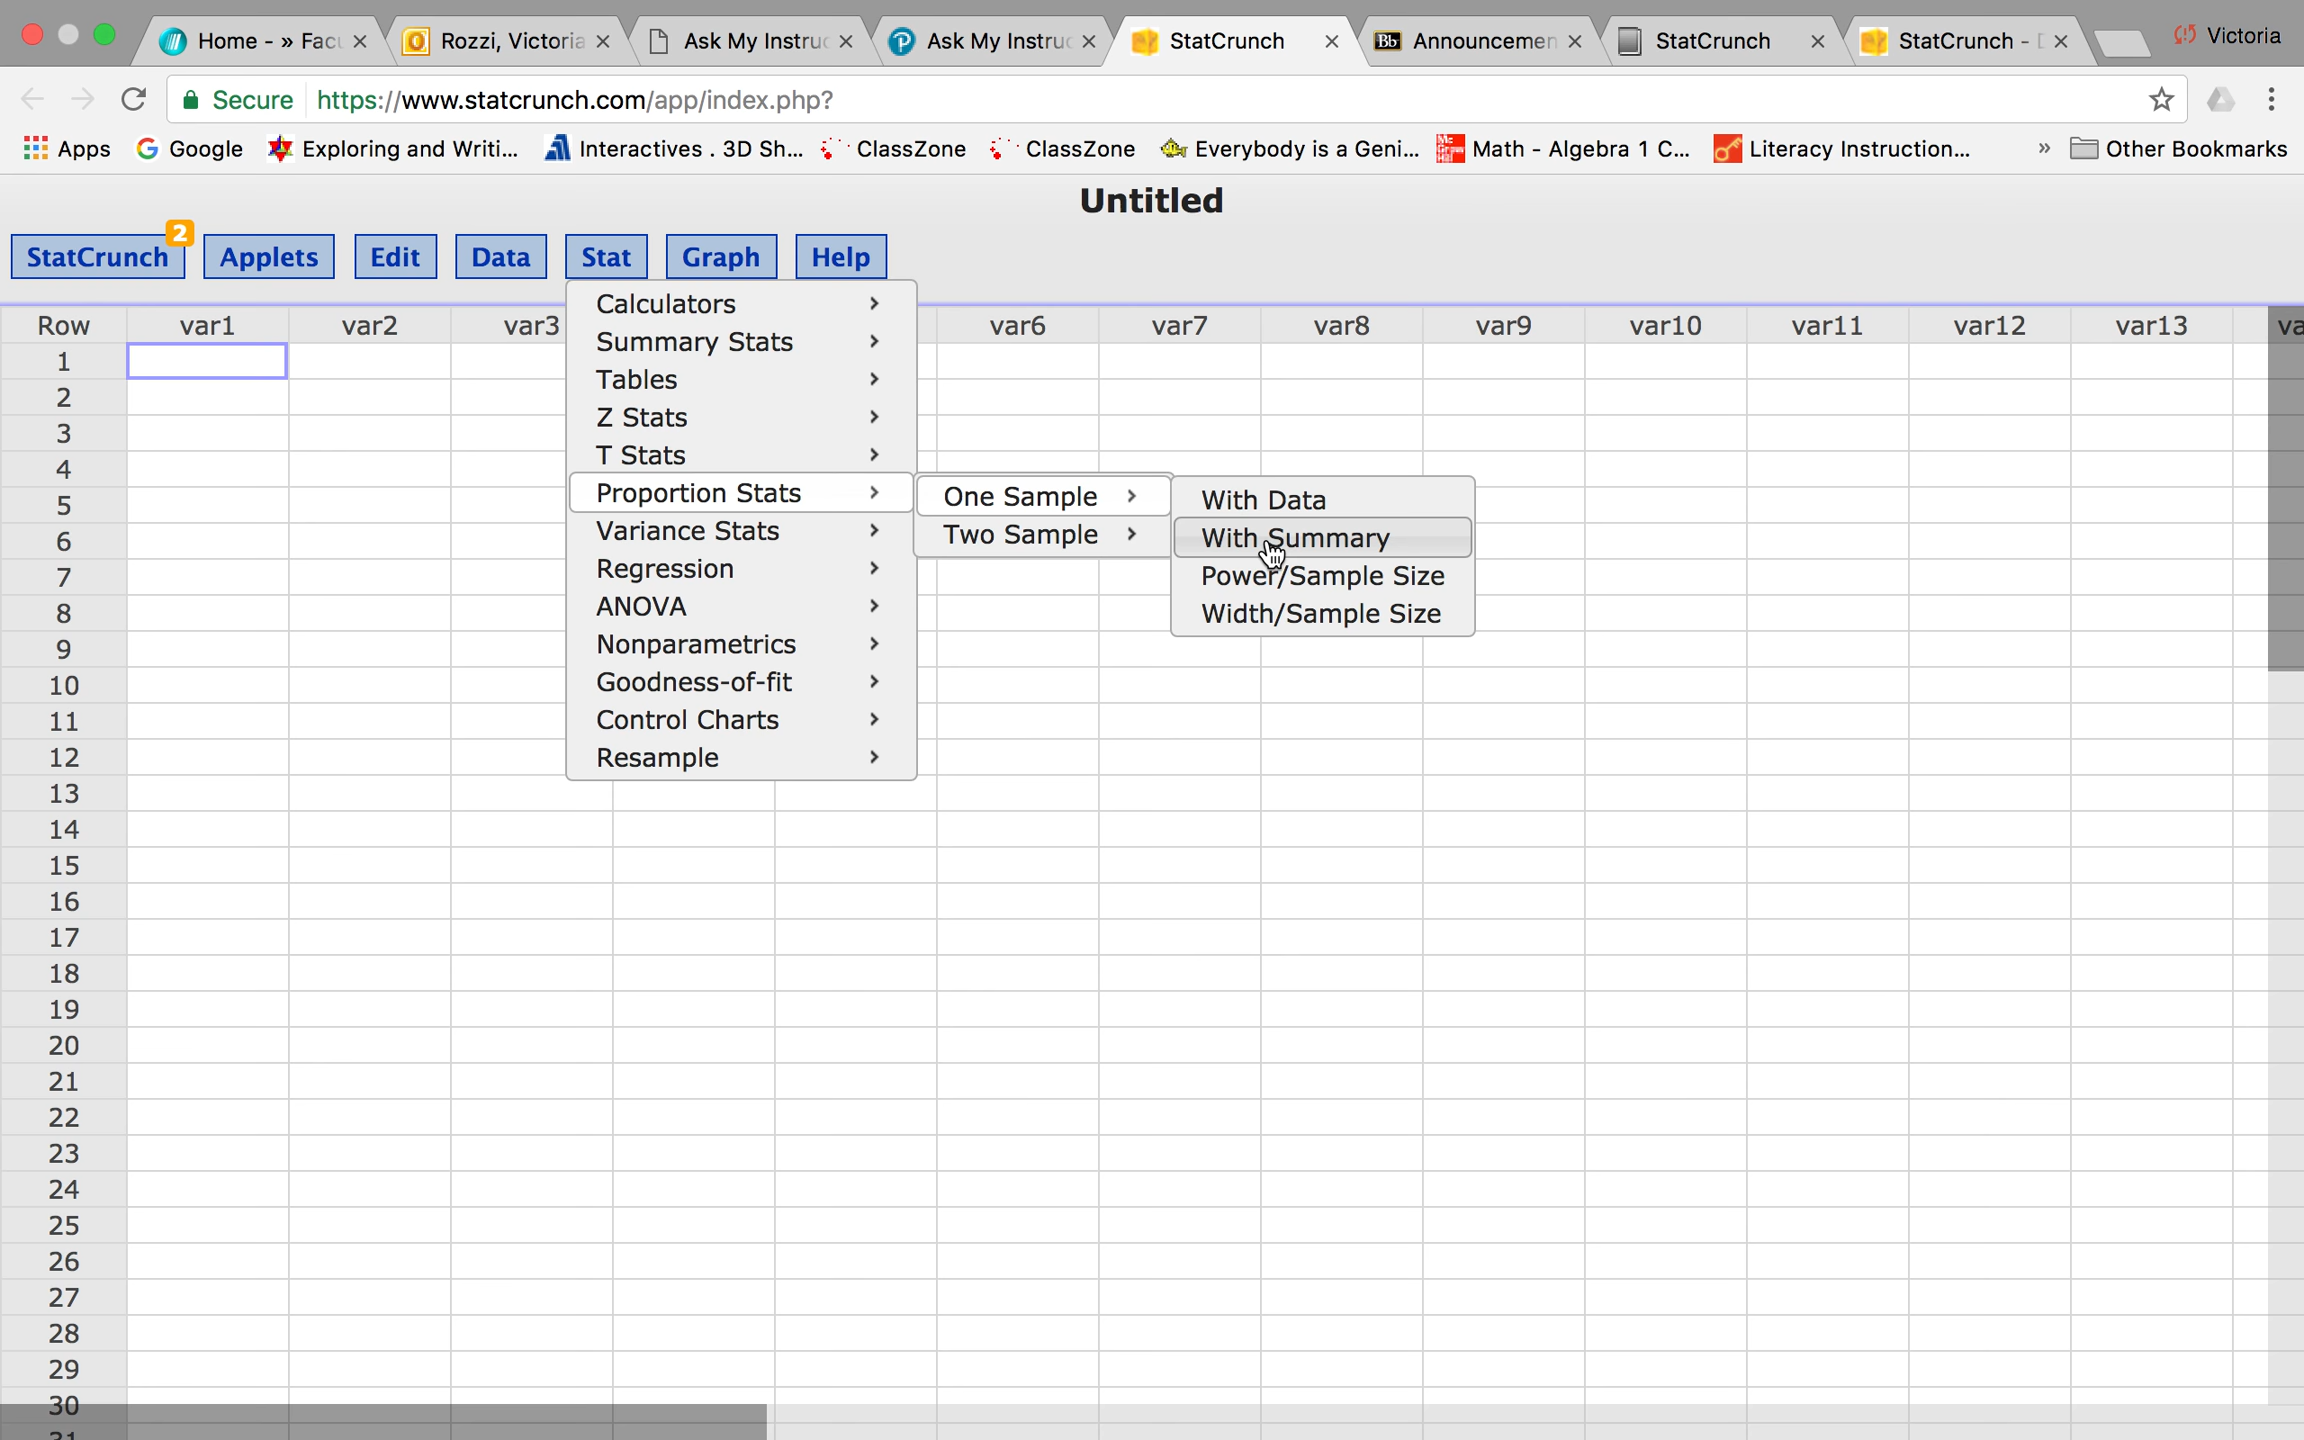 Home - » Facu
Rozzi, Victoria
Ask My Instruc
Ask My Instruc
StatCrunch
Announcemen
StatCrunch
StatCrunch - D
Victoria
Secure https://www.statcrunch.com/app/index.php?
Apps
Google
Exploring and Writi...
Interactives . 3D Sh...
ClassZone
ClassZone
Everybody is a Geni...
Math - Algebra 1 C...
Literacy Instruction...
» Other Bookmarks
Untitled
StatCrunch 2 Applets Edit Data Stat Graph Help
Row var1 var2 var3 var6 var7 var8 var9 var10 var11 var12 var13 va
Calculators
Summary Stats
Tables
Z Stats
T Stats
Proportion Stats
Variance Stats
Regression
ANOVA
Nonparametrics
Goodness-of-fit
Control Charts
Resample
One Sample
Two Sample
With Data
With Summary
Power/Sample Size
Width/Sample Size
1
2
3
4
5
6
7
8
9
10
11
12
13
14
15
16
17
18
19
20
21
22
23
24
25
26
27
28
29
30
31